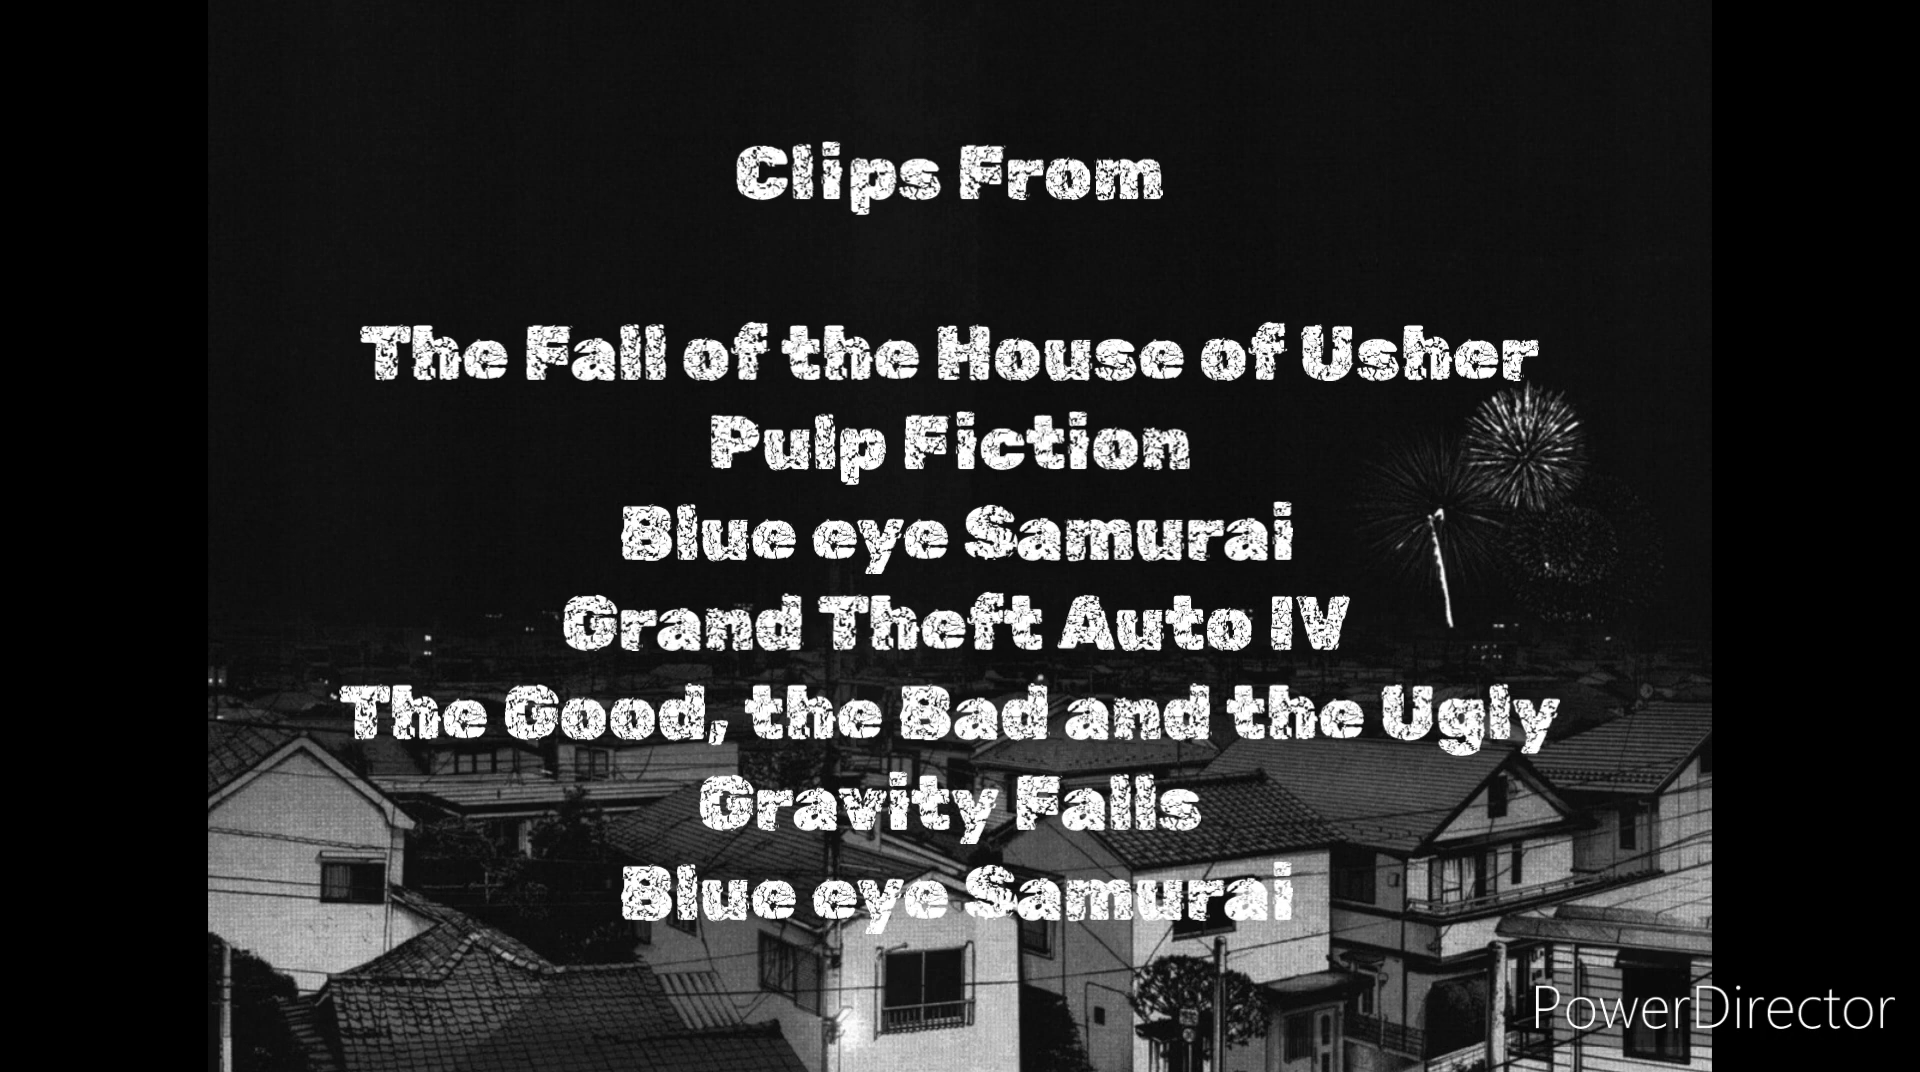 Clips From
The Fall of the House of Usher
Pulp Fiction
Blue eye Samurai
Grand Theft Auto IV
The Good, the Bad and the Ugly
Gravity Falls
Blue eye Samurai
PowerDirector